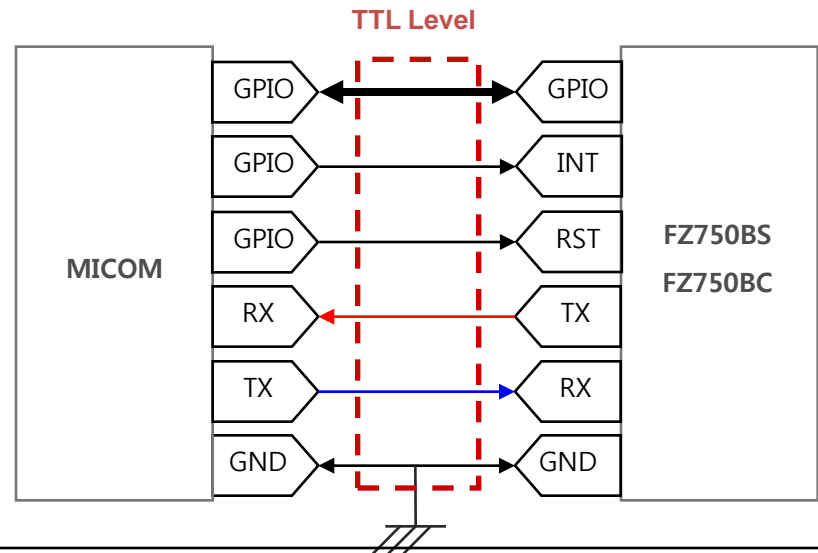 TTL Level
GPIO GPIO
GPIO INT
GPIO RST
FZ750BS
MICOM
FZ750BC
RX TX
TX RX
GND GND